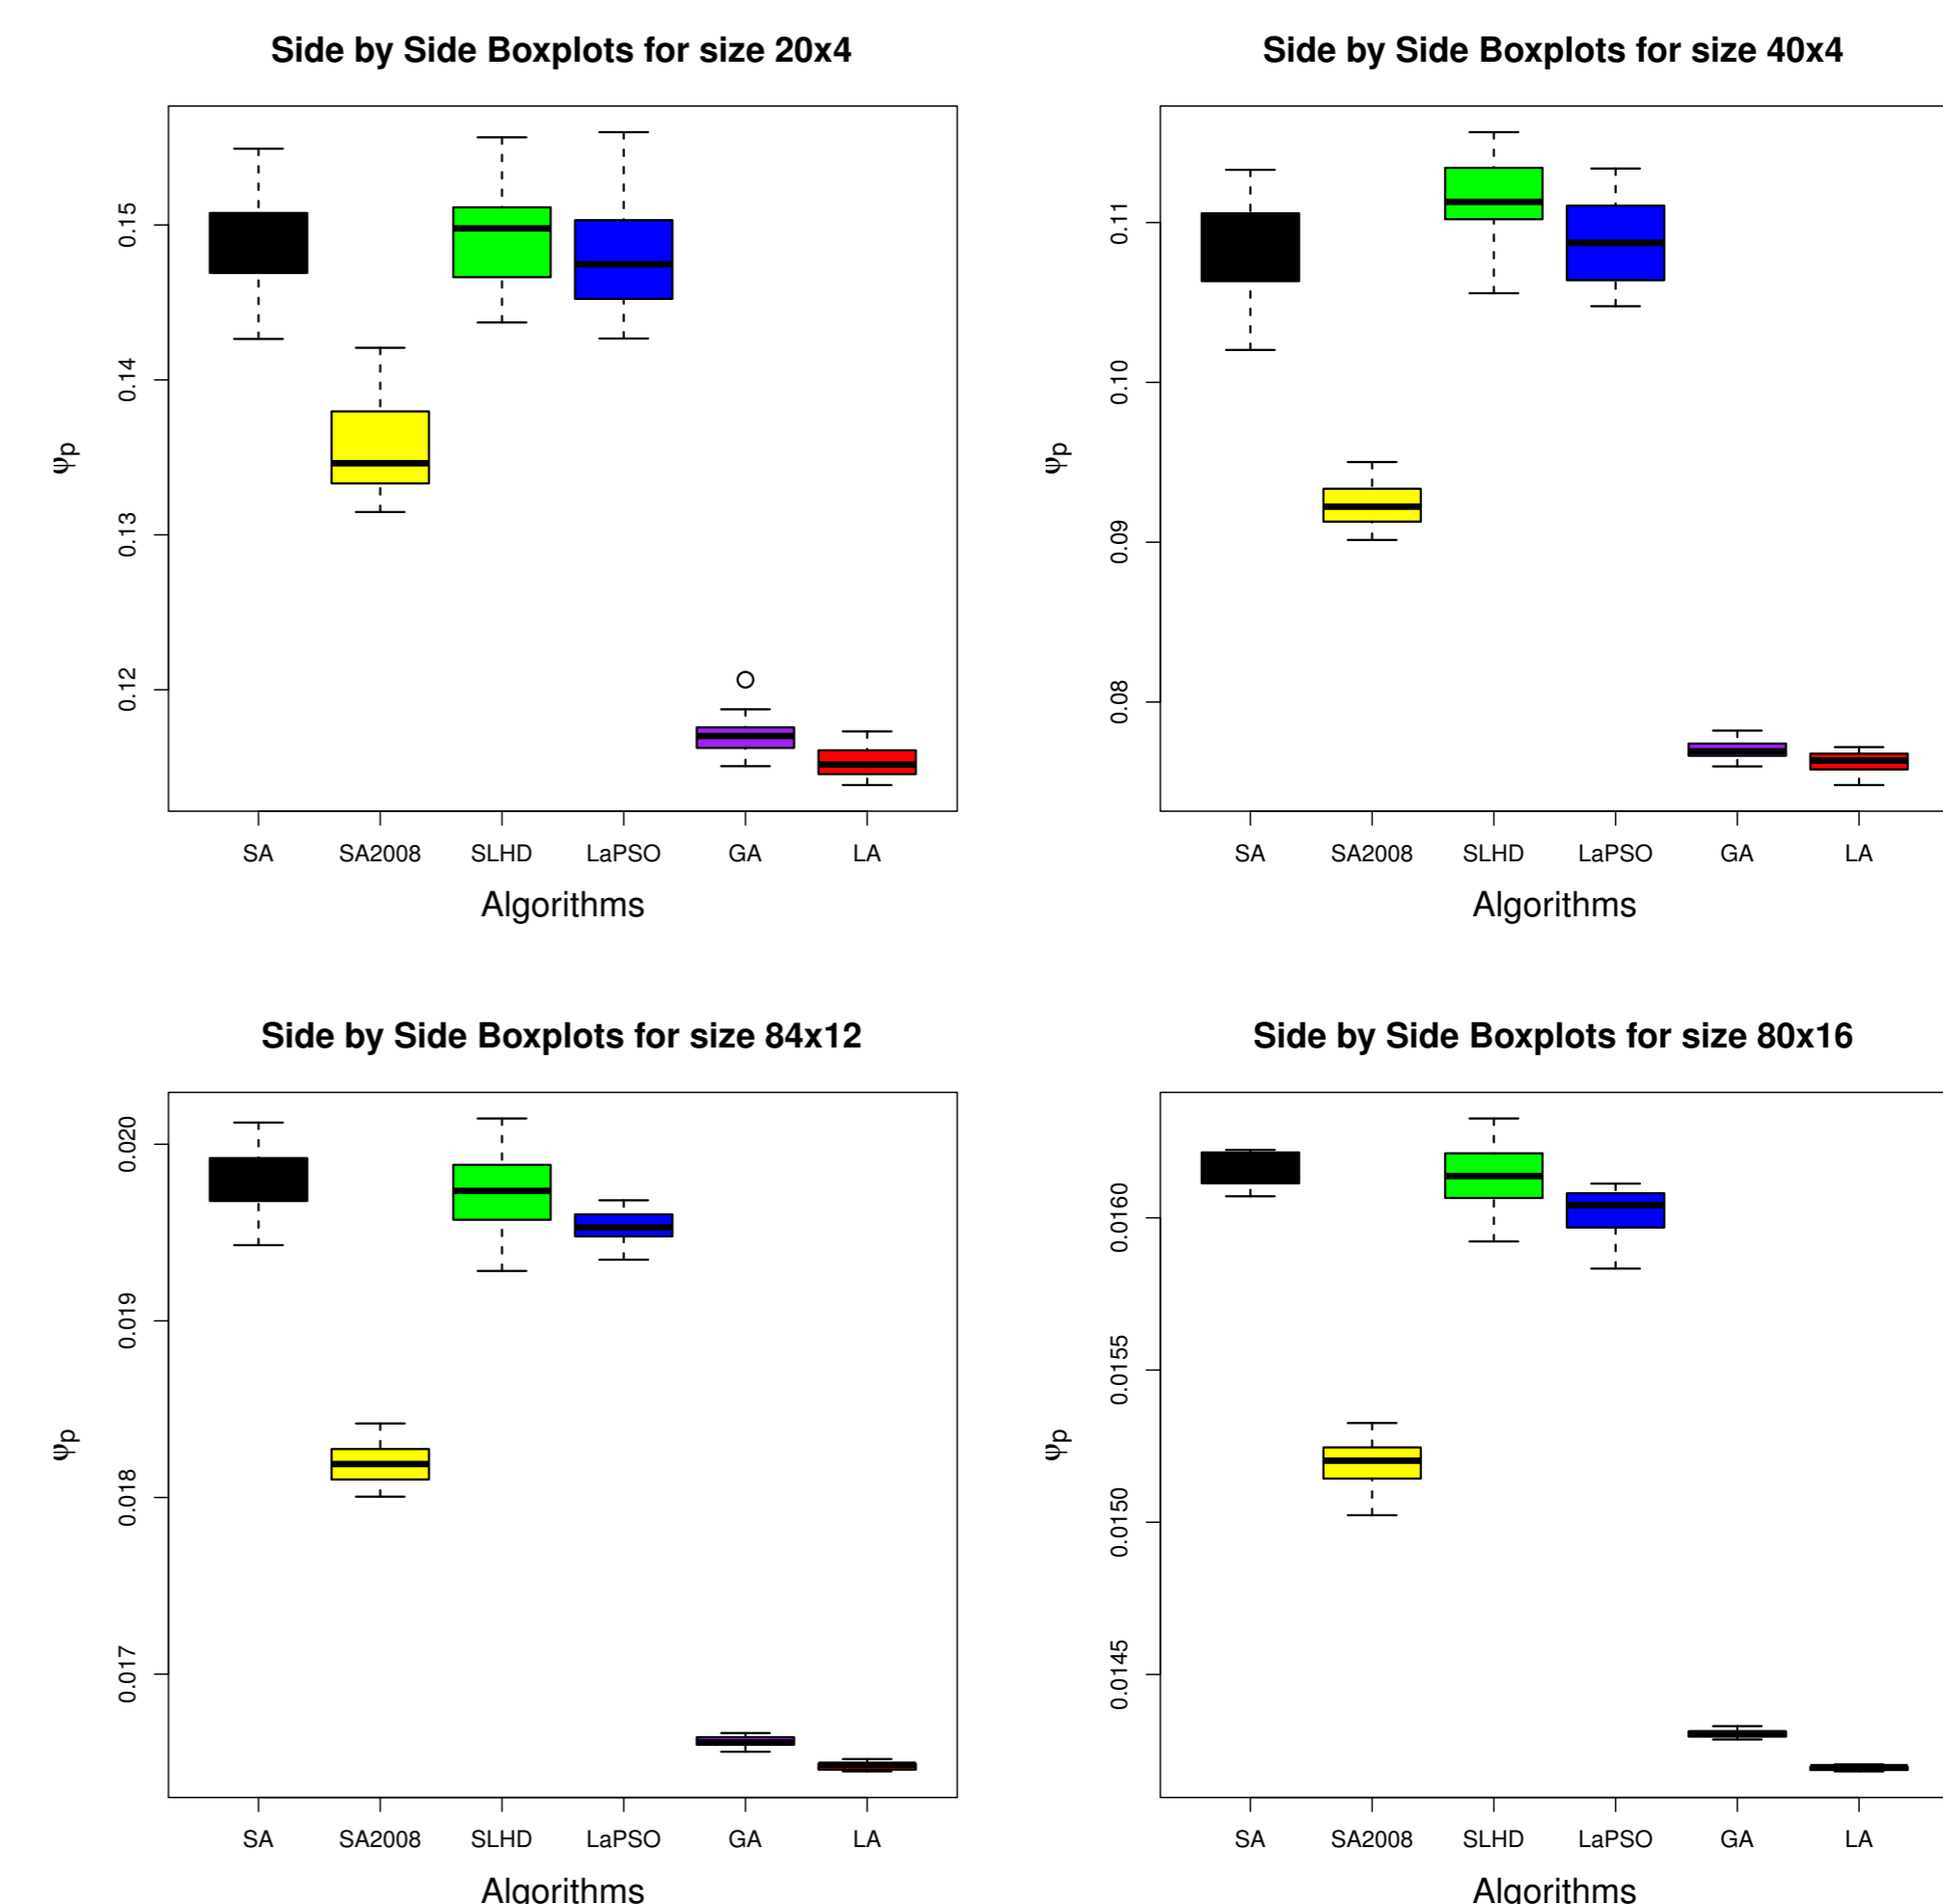 Side by Side Boxplots for size 20x4
φp
0.15
0.14
0.13
0.12
SA SA2008 SLHD LaPSO GA LA
Algorithms
Side by Side Boxplots for size 40x4
φp
0.11
0.10
0.09
0.08
SA SA2008 SLHD LaPSO GA LA
Algorithms
Side by Side Boxplots for size 84x12
φp
0.020
0.019
0.018
0.017
SA SA2008 SLHD LaPSO GA LA
Algorithms
Side by Side Boxplots for size 80x16
φp
0.0160
0.0155
0.0150
0.0145
SA SA2008 SLHD LaPSO GA LA
Algorithms